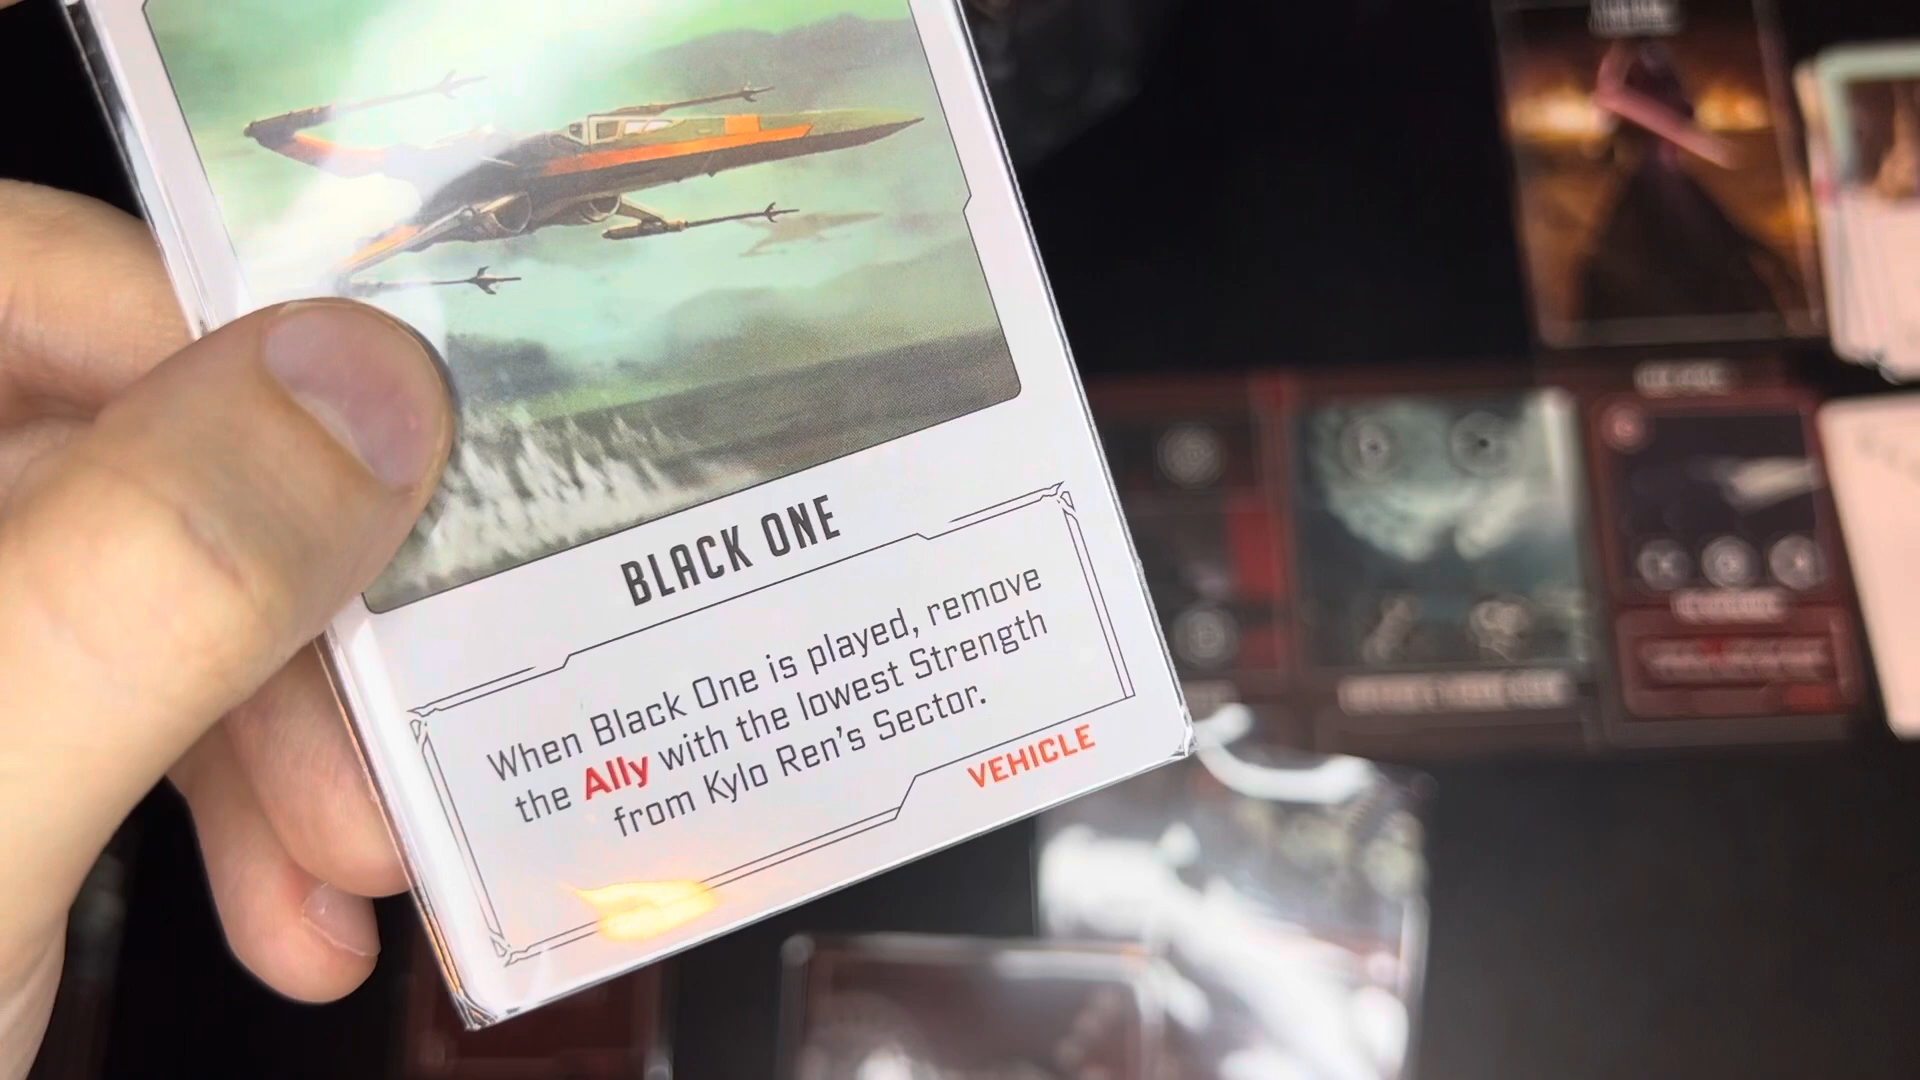 BLACK ONE
When Black One is played, remove
the Ally with the lowest Strength
from Kylo Ren's Sector.
VEHICLE